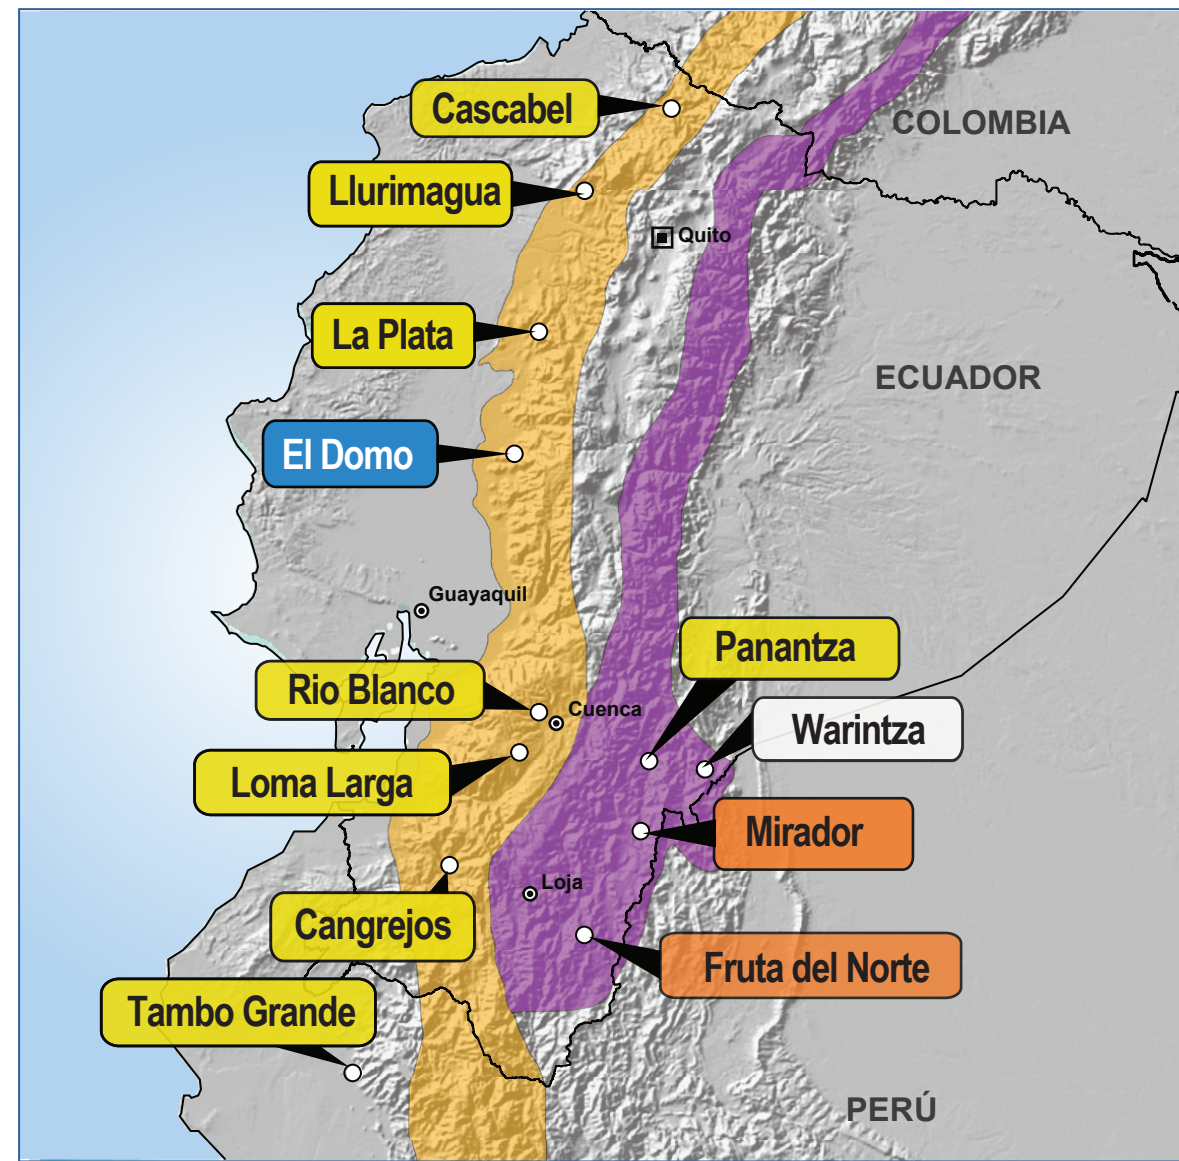 Cascabel
COLOMBIA
Llurimagua
Quito
La Plata
ECUADOR
El Domo
Guayaquil
Panantza
Rio Blanco
Cuenca
Warintza
Loma Larga
Mirador
Loja
Cangrejos
Fruta del Norte
Tambo Grande
PERÚ